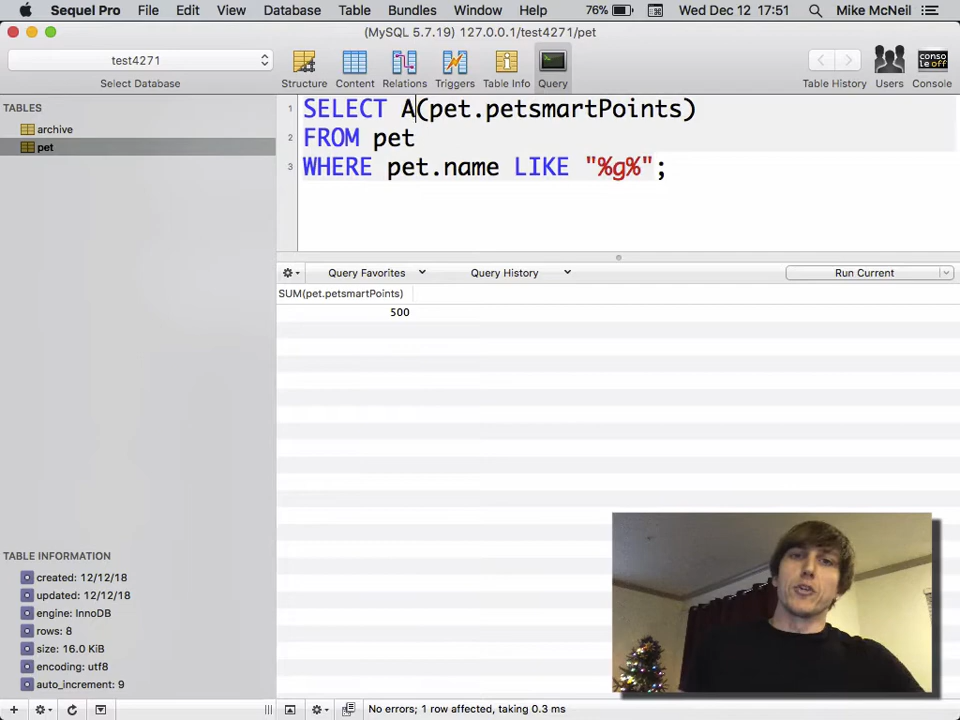 Sequel Pro File Edit View Database Table Bundles Window Help 76% Wed Dec 12 17:51 Mike McNeil
(MySQL 5.7.19) 127.0.0.1/test4271/pet
test4271
Select Database Structure Content Relations Triggers Table Info Query Table History Users Console
conso
le off
TABLES
archive
pet
1 SELECT A(pet.petsmartPoints)
2 FROM pet
3 WHERE pet.name LIKE "%g%";
Query Favorites Query History Run Current
SUM(pet.petsmartPoints)
500
TABLE INFORMATION
created: 12/12/18
updated: 12/12/18
engine: InnoDB
rows: 8
size: 16.0 KiB
encoding: utf8
auto_increment: 9
No errors; 1 row affected, taking 0.3 ms